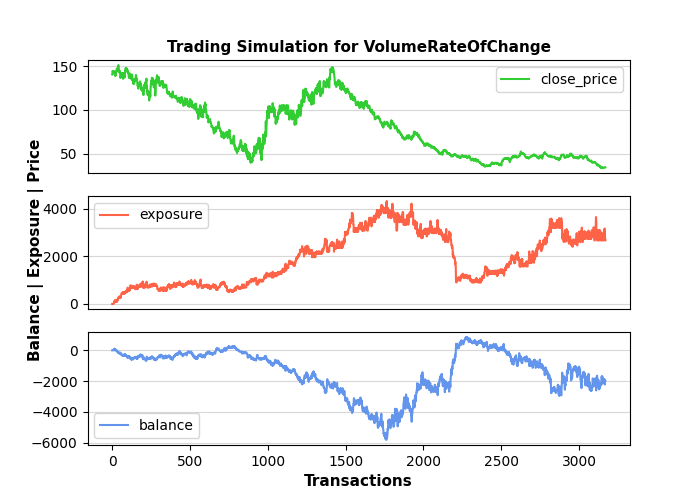 Trading Simulation for VolumeRateOfChange
150
100
50
close_price
4000
2000
0
exposure
0
−2000
−4000
−6000
balance
0
500
1000
1500
2000
2500
3000
Transactions
Balance | Exposure | Price